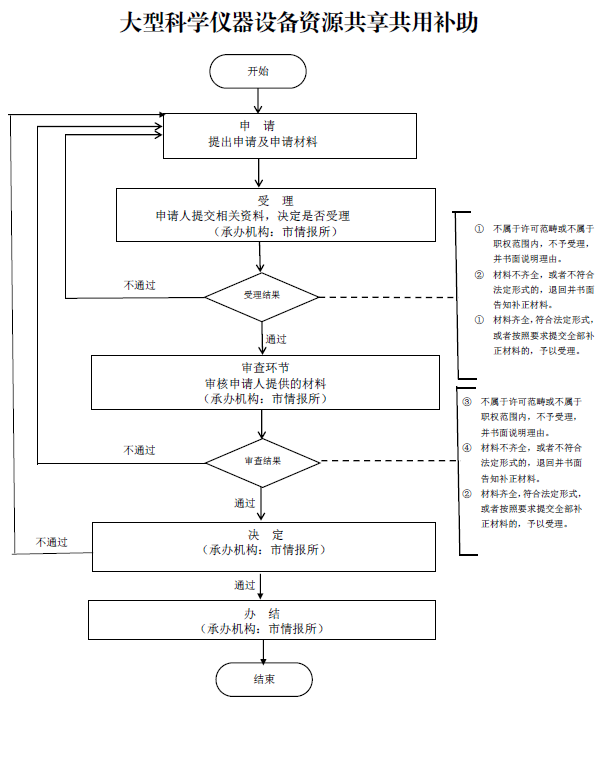 大型科学仪器设备资源共享共用补助
开始
申 请
提出申请及申请材料
受 理
申请人提交相关资料，决定是否受理
（承办机构：市情报所）
不通过
受理结果
① 不属于许可范畴或不属于
职权范围内，不予受理，
并书面说明理由。
② 材料不齐全，或者不符合
法定形式的，退回并书面
告知补正材料。
① 材料齐全，符合法定形式，
或者按照要求提交全部补
正材料的，予以受理。
通过
审查环节
审核申请人提供的材料
（承办机构：市情报所）
不通过
审查结果
③ 不属于许可范畴或不属于
职权范围内，不予受理，
并书面说明理由。
④ 材料不齐全，或者不符合
法定形式的，退回并书面
告知补正材料。
② 材料齐全，符合法定形式，
或者按照要求提交全部补
正材料的，予以受理。
通过
决 定
（承办机构：市情报所）
不通过
通过
办 结
（承办机构：市情报所）
结束